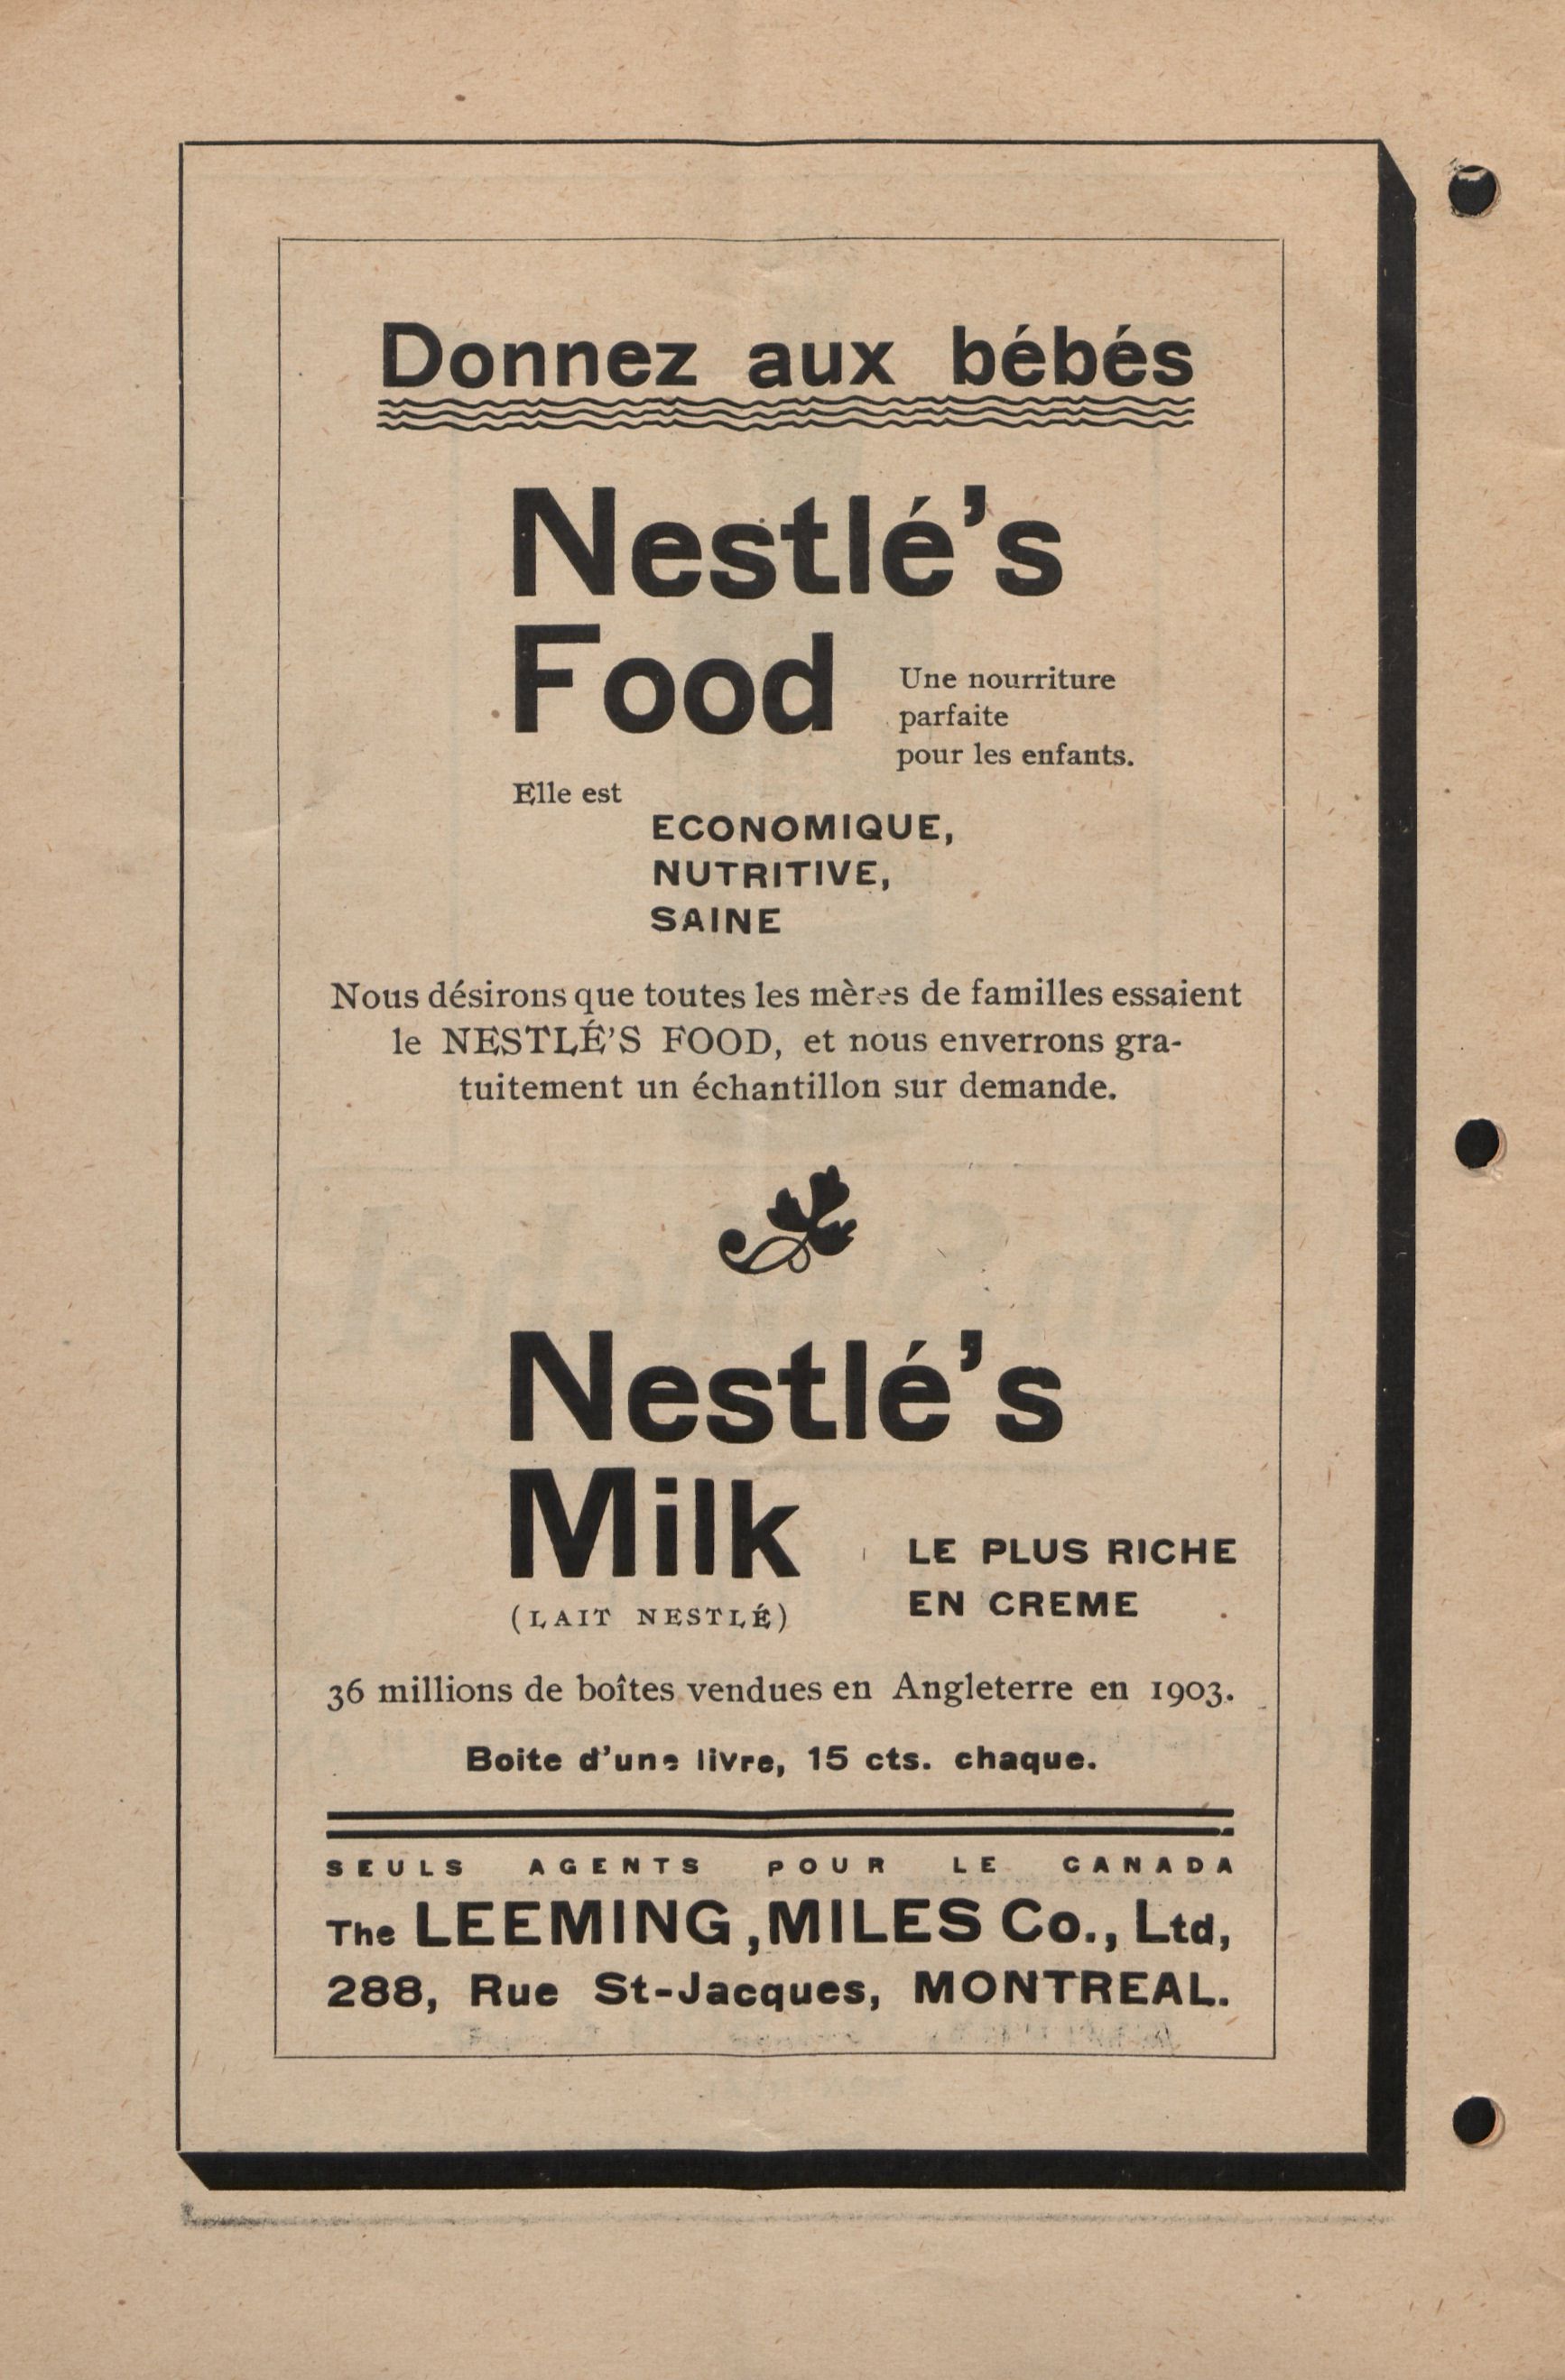 Donnez aux bébés
Nestlé's
Food
Une nourriture
parfaite
pour les enfants.
Elle est
ECONOMIQUE,
NUTRITIVE,
SAINE
Nous désirons que toutes les mères de familles essaient
le NESTLÉ'S FOOD, et nous enverrons gra-
tuitement un échantillon sur demande.
Nestlé's
Milk
(LAIT NESTLÉ)
LE PLUS RICHE
EN CREME
36 millions de boîtes vendues en Angleterre en 1903.
Boite d'une livre, 15 cts. chaque.
SEULS AGENTS POUR LE CANADA
The LEEMING, MILES Co., Ltd,
288, Rue St-Jacques, MONTREAL.